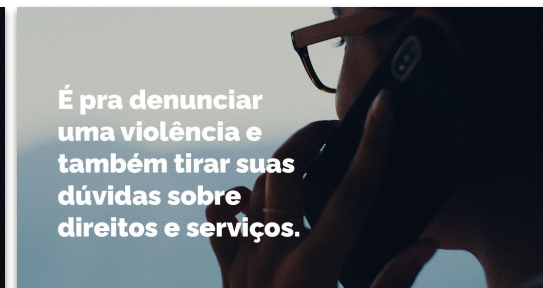 É pra denunciar
uma violência e
também tirar suas
dúvidas sobre
direitos e serviços.